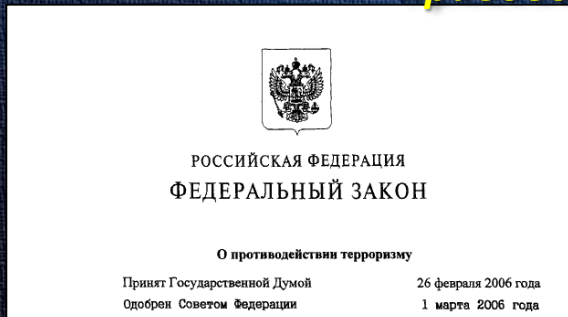 РОССИЙСКАЯ ФЕДЕРАЦИЯ
ФЕДЕРАЛЬНЫЙ ЗАКОН
О противодействии терроризму
Принят Государственной Думой 26 февраля 2006 года
Одобрен Советом Федерации 1 марта 2006 года